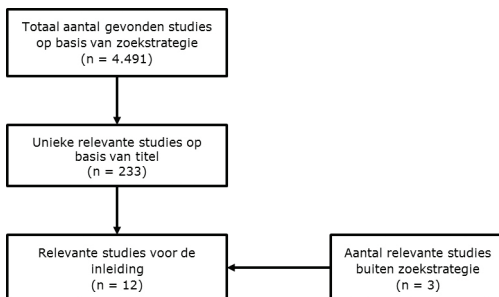 Totaal aantal gevonden studies
op basis van zoekstrategie
(n = 4.491)
Unieke relevante studies op
basis van titel
(n = 233)
Relevante studies voor de
inleiding
(n = 12)
Aantal relevante studies
buiten zoekstrategie
(n = 3)